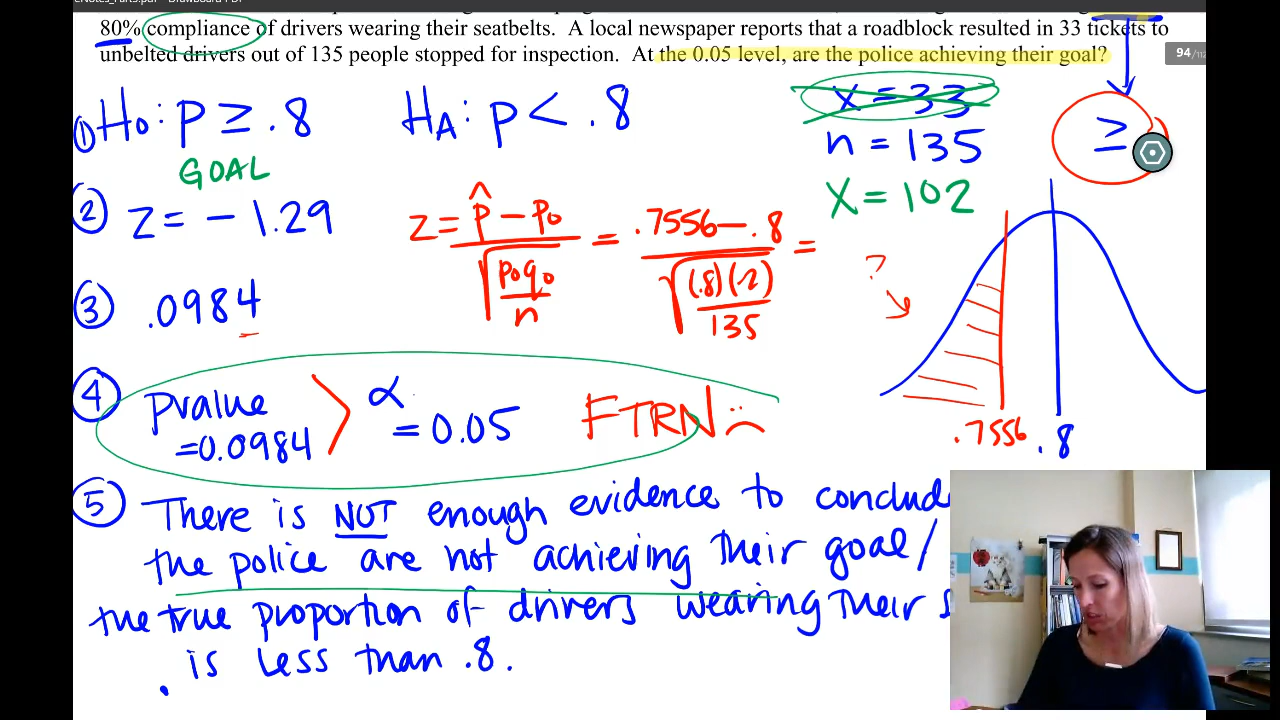 80% compliance of drivers wearing their seatbelts. A local newspaper reports that a roadblock resulted in 33 tickets to
unbelted drivers out of 135 people stopped for inspection. At the 0.05 level, are the police achieving their goal?
94
① H₀: p ≥ .8 Hᴀ: p < .8
GOAL
x = 33
n = 135
x = 102
≥
② z = -1.29
z = p̂ - p₀ / √(p₀q₀/n) = .7556 - .8 / √((.8)(.2)/135) =
?
③ .0984
④ Pvalue = 0.0984 > α = 0.05 FTRN
.7556 .8
⑤ There is NOT enough evidence to conclude
the police are not achieving their goal/
the true proportion of drivers wearing their
is less than .8.